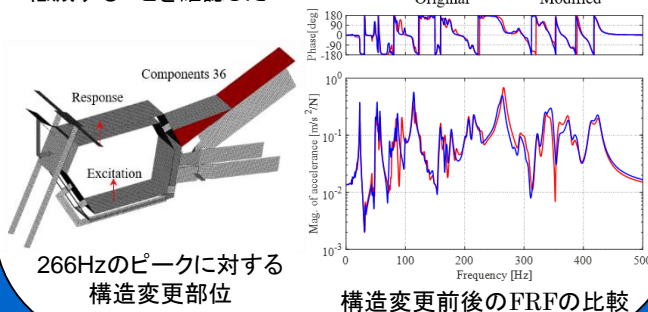 Original Modified
Phase[deg]
180
90
0
-90
-180
Components 36
Response
Excitation
Mag. of accelerance [m/s ²/N]
10⁰
10⁻¹
10⁻²
10⁻³
0 100 200 300 400 500
Frequency [Hz]
266Hzのピークに対する
構造変更部位
構造変更前後のFRFの比較